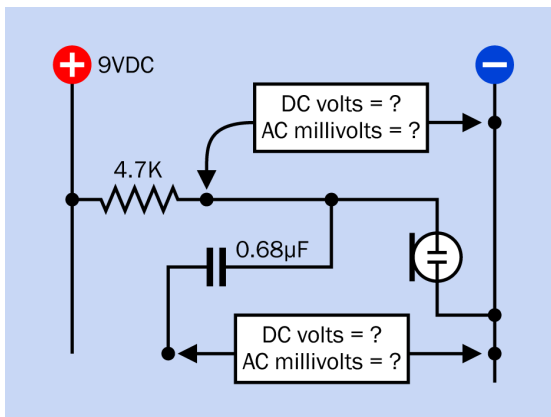 9VDC
DC volts = ?
AC millivolts = ?
4.7K
0.68µF
DC volts = ?
AC millivolts = ?